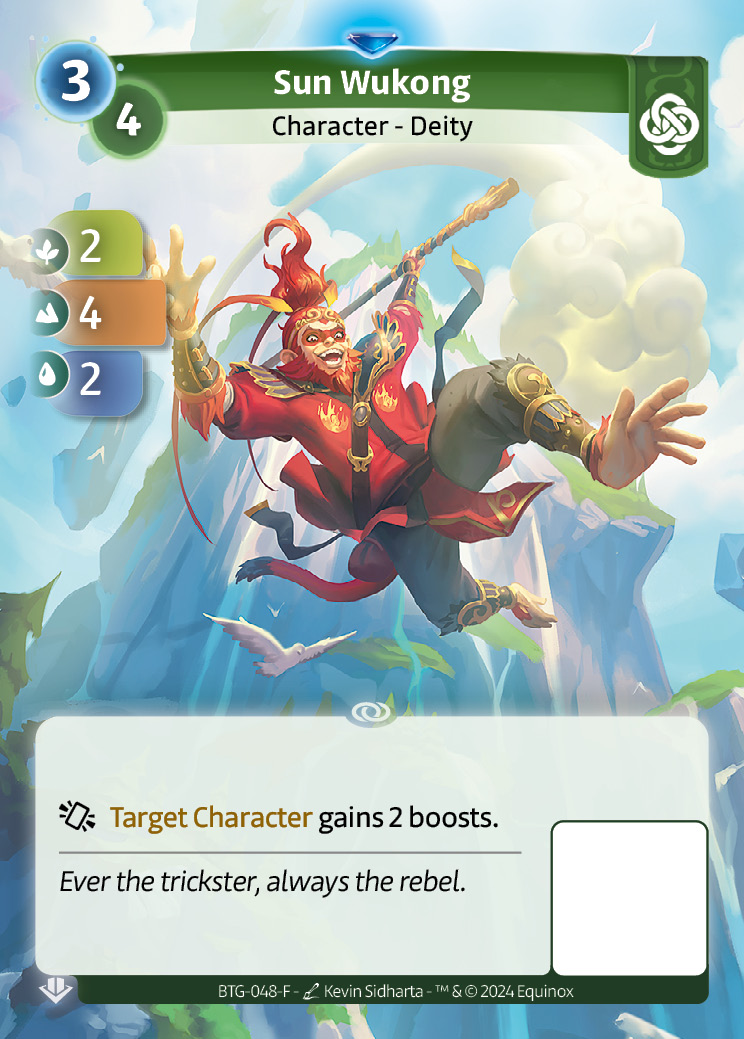 3
Sun Wukong
4
Character - Deity
2
4
2
Target Character gains 2 boosts.
Ever the trickster, always the rebel.
BTG-048-F - Kevin Sidharta - ™ & © 2024 Equinox